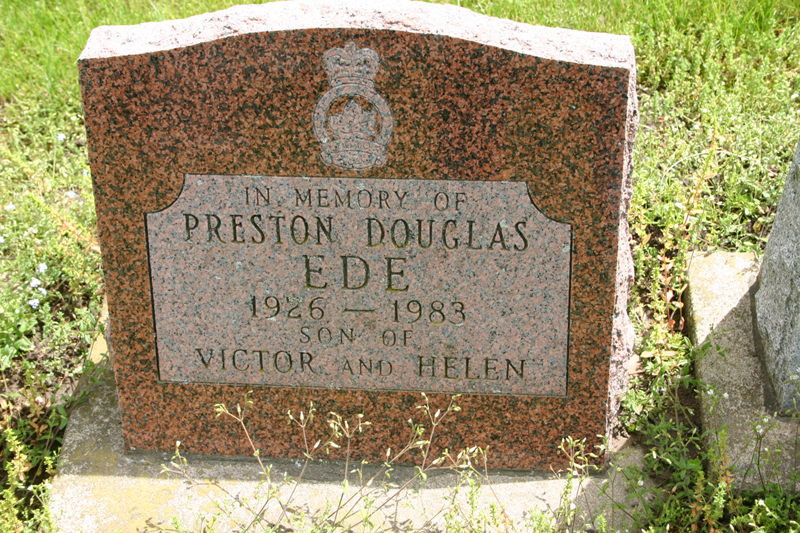 IN MEMORY OF
PRESTON DOUGLAS
EDE
1926 — 1983
SON OF
VICTOR AND HELEN